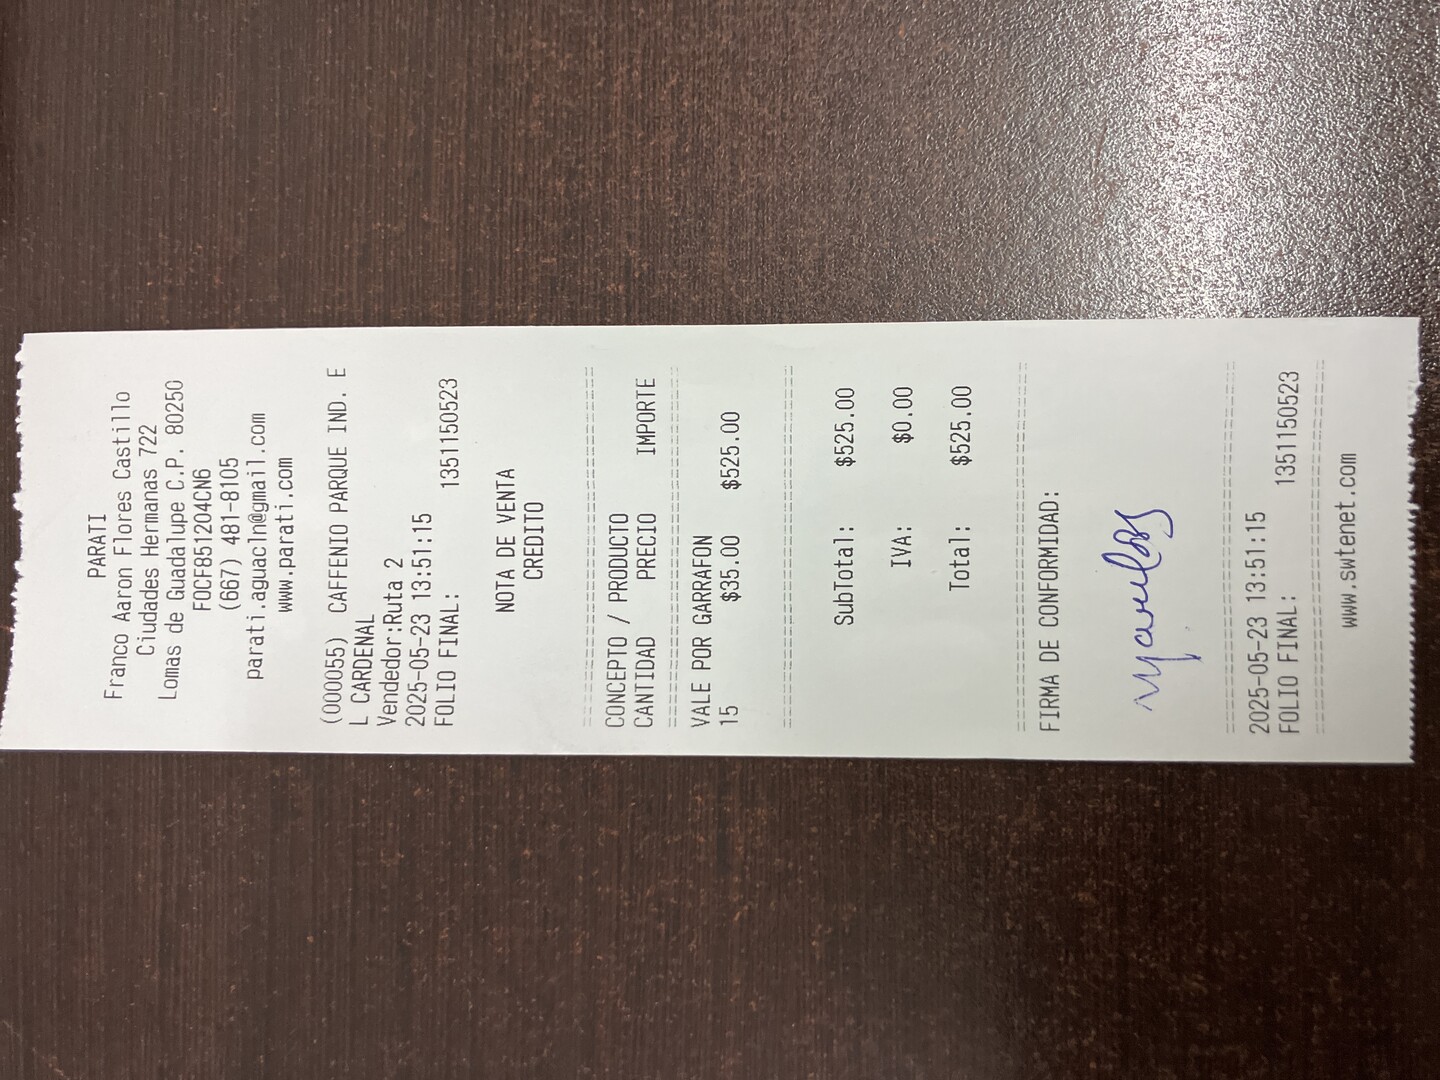 PARATI
Franco Aaron Flores Castillo
Ciudades Hermanas 722
Lomas de Guadalupe C.P. 80250
FOCF851204CN6
(667) 481-8105
parati.aguacln@gmail.com
www.parati.com
(000055) CAFFENIO PARQUE IND. E
L CARDENAL
Vendedor:Ruta 2
2025-05-23 13:51:15
FOLIO FINAL: 1351150523
NOTA DE VENTA
CREDITO
CONCEPTO / PRODUCTO
CANTIDAD PRECIO IMPORTE
VALE POR GARRAFON
15 $35.00 $525.00
SubTotal: $525.00
IVA: $0.00
Total: $525.00
FIRMA DE CONFORMIDAD:
2025-05-23 13:51:15
FOLIO FINAL: 1351150523
www.swtenet.com